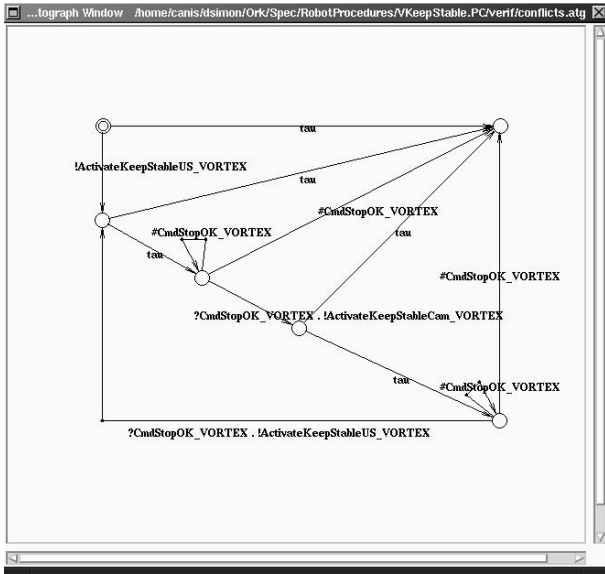 ...tograph Window /home/canis/dsimon/Ork/Spec/RobotProcedures/VKeepStable.PC/verif/conflicts.atg
tau
!ActivateKeepStableUS_VORTEX
tau
#CmdStopOK_VORTEX
#CmdStopOK_VORTEX
tau
tau
#CmdStopOK_VORTEX
?CmdStopOK_VORTEX . !ActivateKeepStableCam_VORTEX
tau
#CmdStopOK_VORTEX
?CmdStopOK_VORTEX . !ActivateKeepStableUS_VORTEX